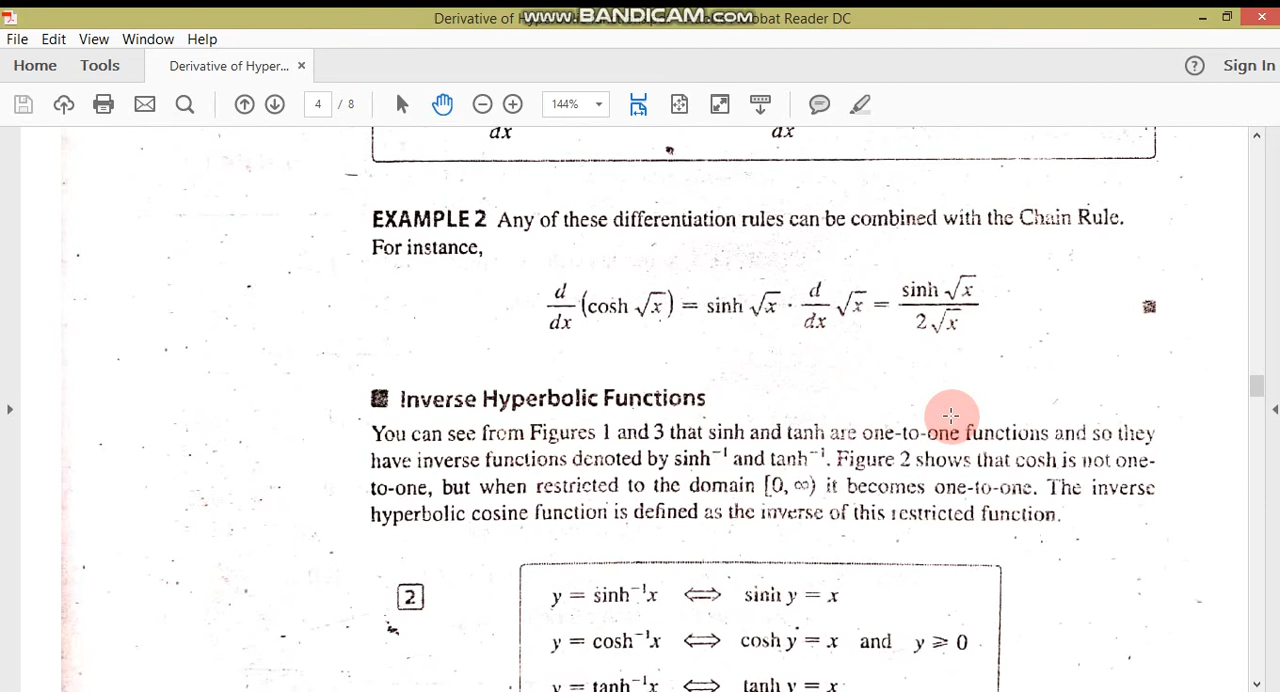 Derivative of H www.BANDICAM.com obat Reader DC
File Edit View Window Help
Home Tools Derivative of Hyper... × ? Sign In
4 / 8 144%
dx dx
EXAMPLE 2 Any of these differentiation rules can be combined with the Chain Rule.
For instance,
d/dx (cosh √x) = sinh √x · d/dx √x = sinh √x / 2√x
Inverse Hyperbolic Functions
You can see from Figures 1 and 3 that sinh and tanh are one-to-one functions and so they
have inverse functions denoted by sinh⁻¹ and tanh⁻¹. Figure 2 shows that cosh is not one-
to-one, but when restricted to the domain [0, ∞) it becomes one-to-one. The inverse
hyperbolic cosine function is defined as the inverse of this restricted function.
2 y = sinh⁻¹x ⟺ sinh y = x
y = cosh⁻¹x ⟺ cosh y = x and y ⩾ 0
y = tanh⁻¹x ⟺ tanh y = x